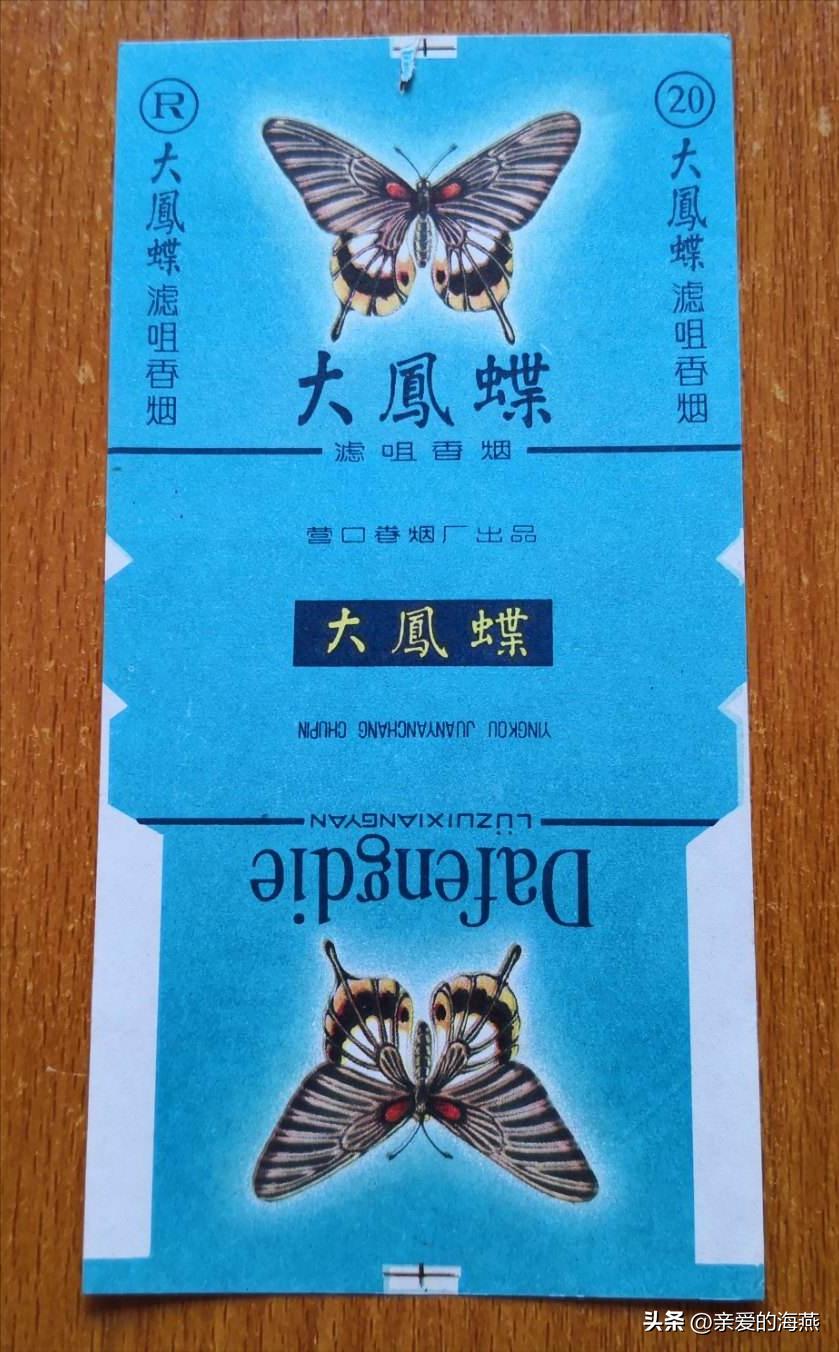 R
20
大鳳蝶 滤咀香烟
大鳳蝶 滤咀香烟
大鳳蝶
滤咀香烟
营口卷烟厂出品
大鳳蝶
YINGKOU JUANYANCHANG CHUPIN
LÜZUIXIANGYAN
Dafengdie
头条 @亲爱的海燕